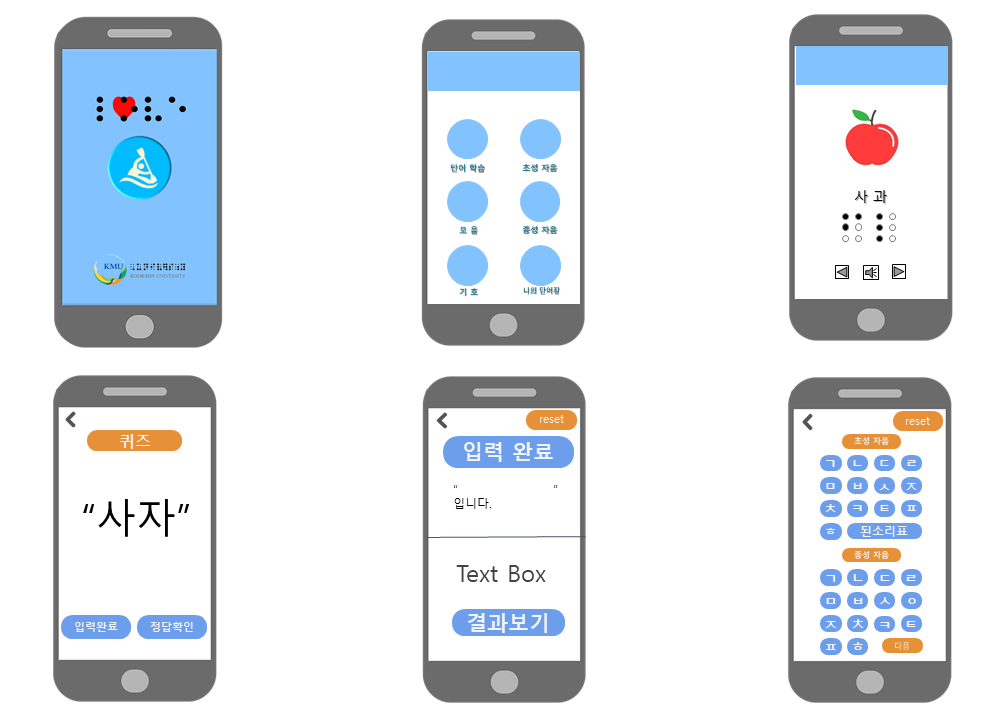 KMU
KOOKMIN UNIVERSITY
단어 학습
초성 자음
모 음
종성 자음
기 호
나의 단어장
사 과
퀴즈
“사자”
입력완료
정답확인
reset
입력 완료
“ ”
입니다.
Text Box
결과보기
reset
초성 자음
ㄱ ㄴ ㄷ ㄹ
ㅁ ㅂ ㅅ ㅈ
ㅊ ㅋ ㅌ ㅍ
ㅎ 된소리표
종성 자음
ㄱ ㄴ ㄷ ㄹ
ㅁ ㅂ ㅅ ㅇ
ㅈ ㅊ ㅋ ㅌ
ㅍ ㅎ 다음